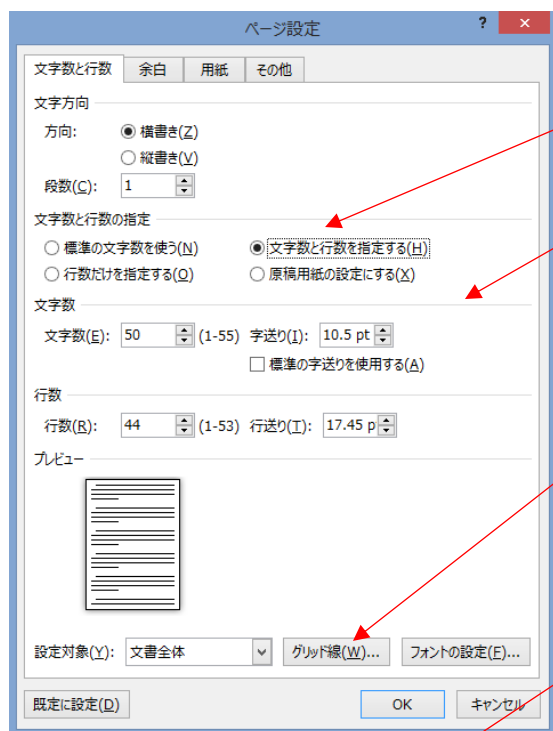 ページ設定 ? ×
文字数と行数 余白 用紙 その他
文字方向
方向: 横書き(Z)
縦書き(V)
段数(C): 1
文字数と行数の指定
標準の文字数を使う(N) 文字数と行数を指定する(H)
行数だけを指定する(O) 原稿用紙の設定にする(X)
文字数
文字数(E): 50 (1-55) 字送り(I): 10.5 pt
標準の字送りを使用する(A)
行数
行数(R): 44 (1-53) 行送り(T): 17.45 p
プレビュー
設定対象(Y): 文書全体 グリッド線(W)... フォントの設定(F)...
既定に設定(D) OK キャンセル